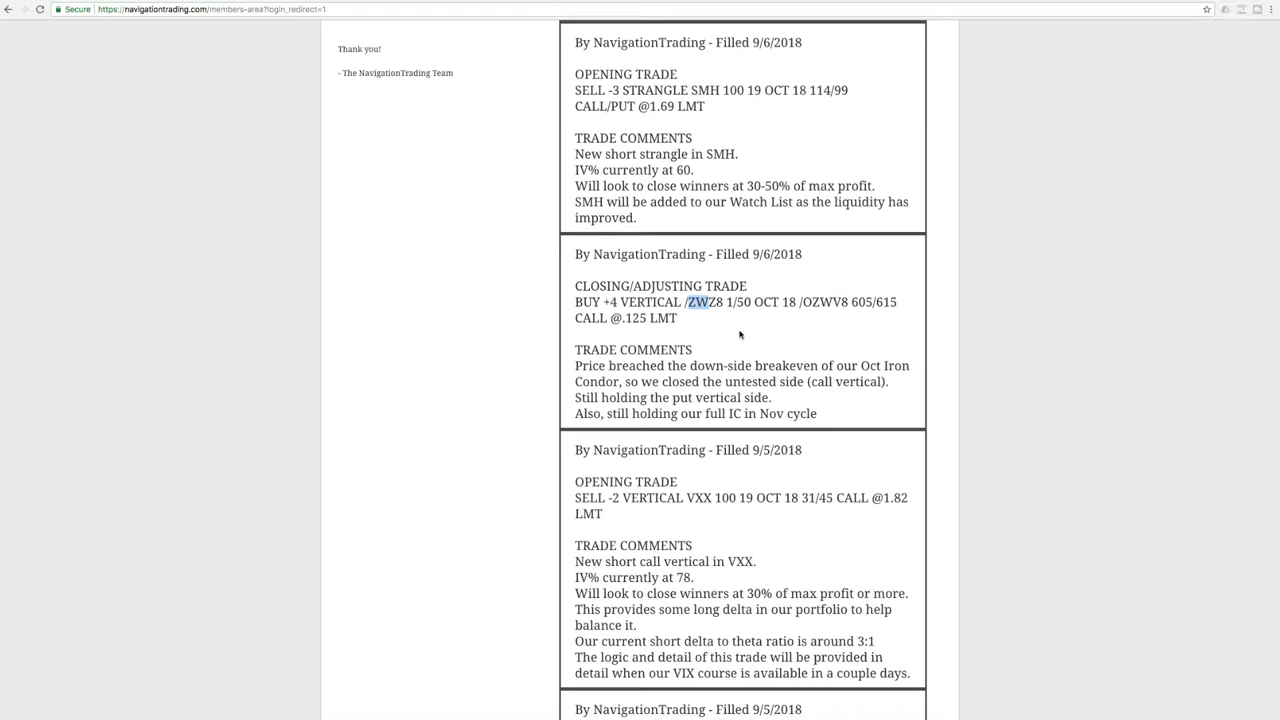 Secure | https://navigationtrading.com/members-area?login_redirect=1
Thank you!
- The NavigationTrading Team
By NavigationTrading - Filled 9/6/2018
OPENING TRADE
SELL -3 STRANGLE SMH 100 19 OCT 18 114/99
CALL/PUT @1.69 LMT
TRADE COMMENTS
New short strangle in SMH.
IV% currently at 60.
Will look to close winners at 30-50% of max profit.
SMH will be added to our Watch List as the liquidity has
improved.
By NavigationTrading - Filled 9/6/2018
CLOSING/ADJUSTING TRADE
BUY +4 VERTICAL /ZWZ8 1/50 OCT 18 /OZWV8 605/615
CALL @.125 LMT
TRADE COMMENTS
Price breached the down-side breakeven of our Oct Iron
Condor, so we closed the untested side (call vertical).
Still holding the put vertical side.
Also, still holding our full IC in Nov cycle
By NavigationTrading - Filled 9/5/2018
OPENING TRADE
SELL -2 VERTICAL VXX 100 19 OCT 18 31/45 CALL @1.82
LMT
TRADE COMMENTS
New short call vertical in VXX.
IV% currently at 78.
Will look to close winners at 30% of max profit or more.
This provides some long delta in our portfolio to help
balance it.
Our current short delta to theta ratio is around 3:1
The logic and detail of this trade will be provided in
detail when our VIX course is available in a couple days.
By NavigationTrading - Filled 9/5/2018